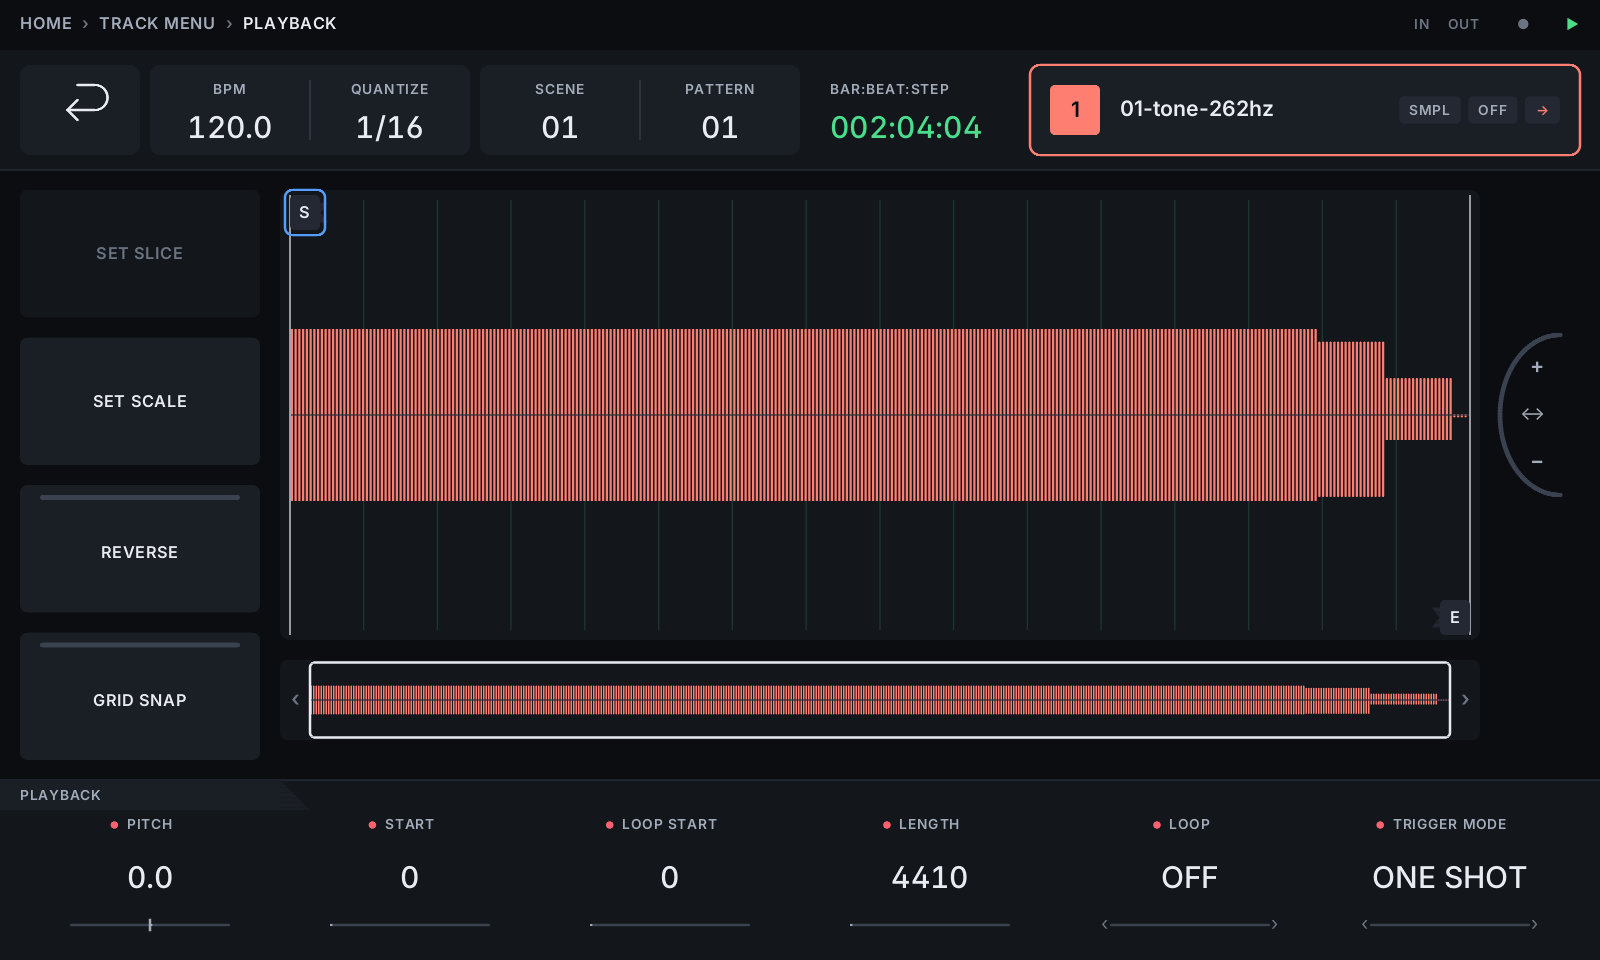 HOME › TRACK MENU › PLAYBACK
IN OUT
BPM QUANTIZE SCENE PATTERN BAR:BEAT:STEP
120.0 1/16 01 01 002:04:04
1 01-tone-262hz SMPL OFF →
S
SET SLICE
SET SCALE
REVERSE
GRID SNAP
+
↔
−
E
‹ ›
PLAYBACK
PITCH START LOOP START LENGTH LOOP TRIGGER MODE
0.0 0 0 4410 OFF ONE SHOT
‹ › ‹ ›